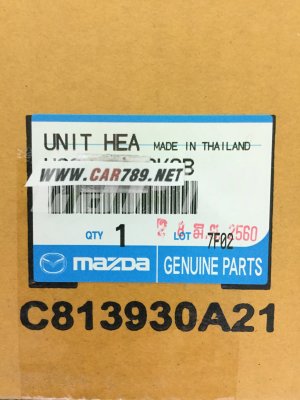 UNIT HEA MADE IN THAILAND
WWW.CAR789.NET
QTY 1 LOT 7F02
2560
mazda GENUINE PARTS
C813930A21